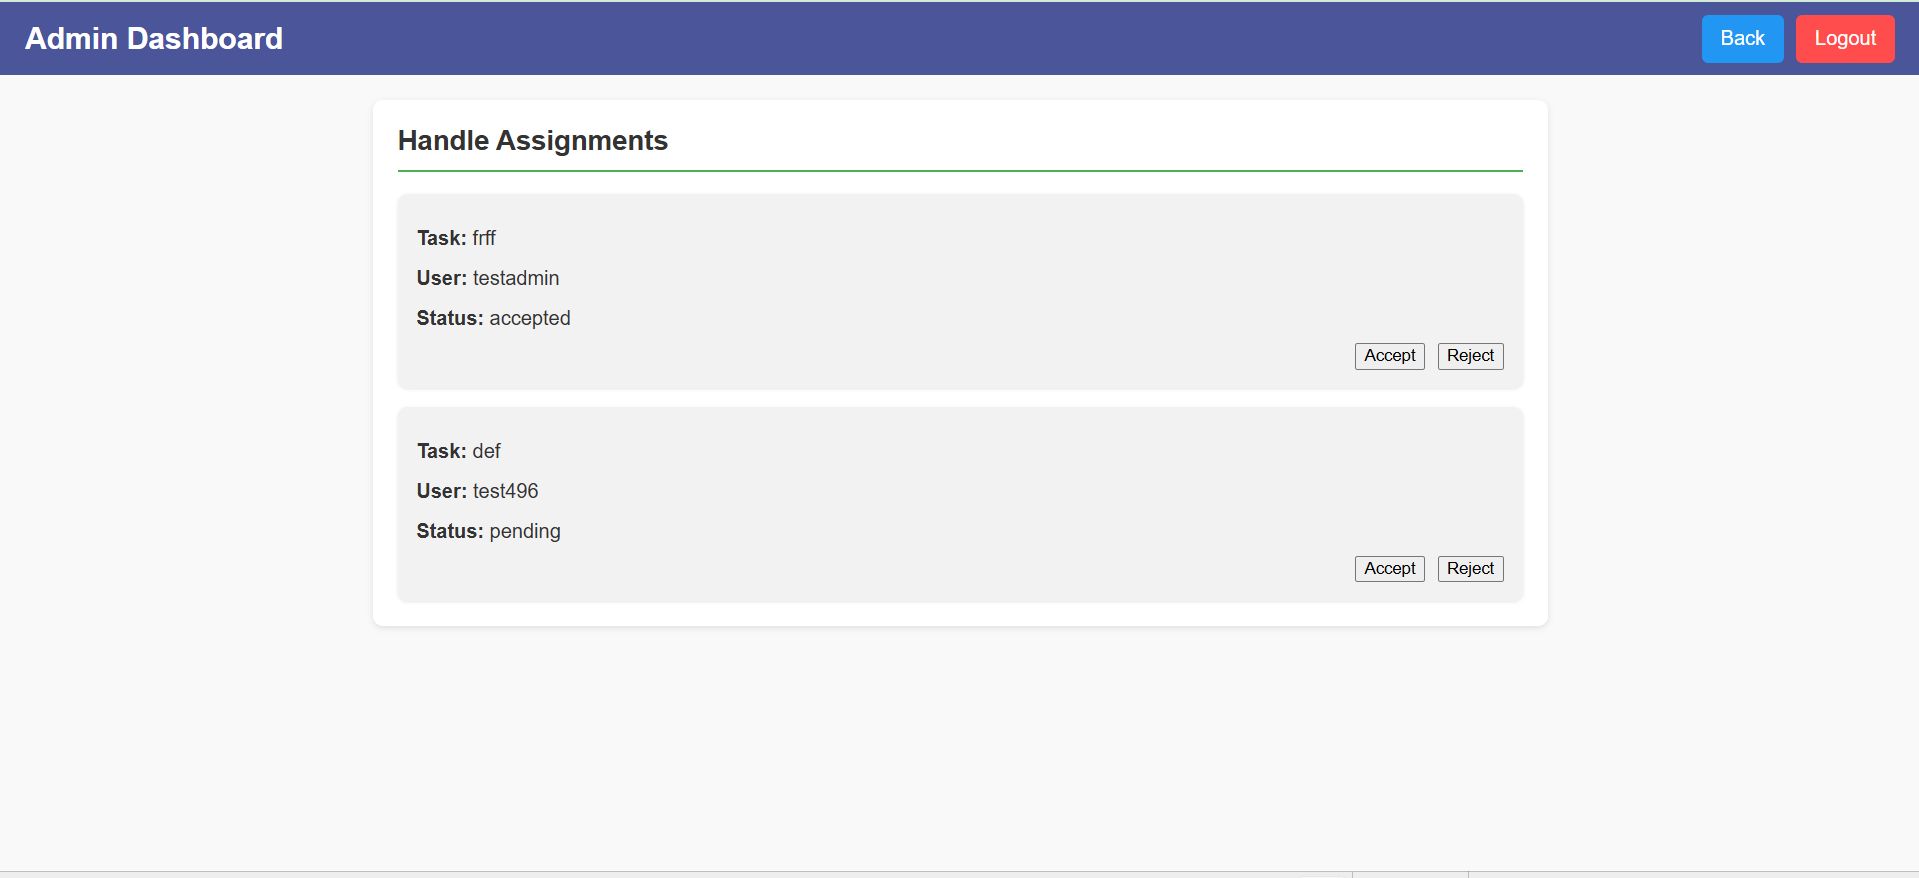 Admin Dashboard
Back
Logout
Handle Assignments
Task: frff
User: testadmin
Status: accepted
Accept
Reject
Task: def
User: test496
Status: pending
Accept
Reject